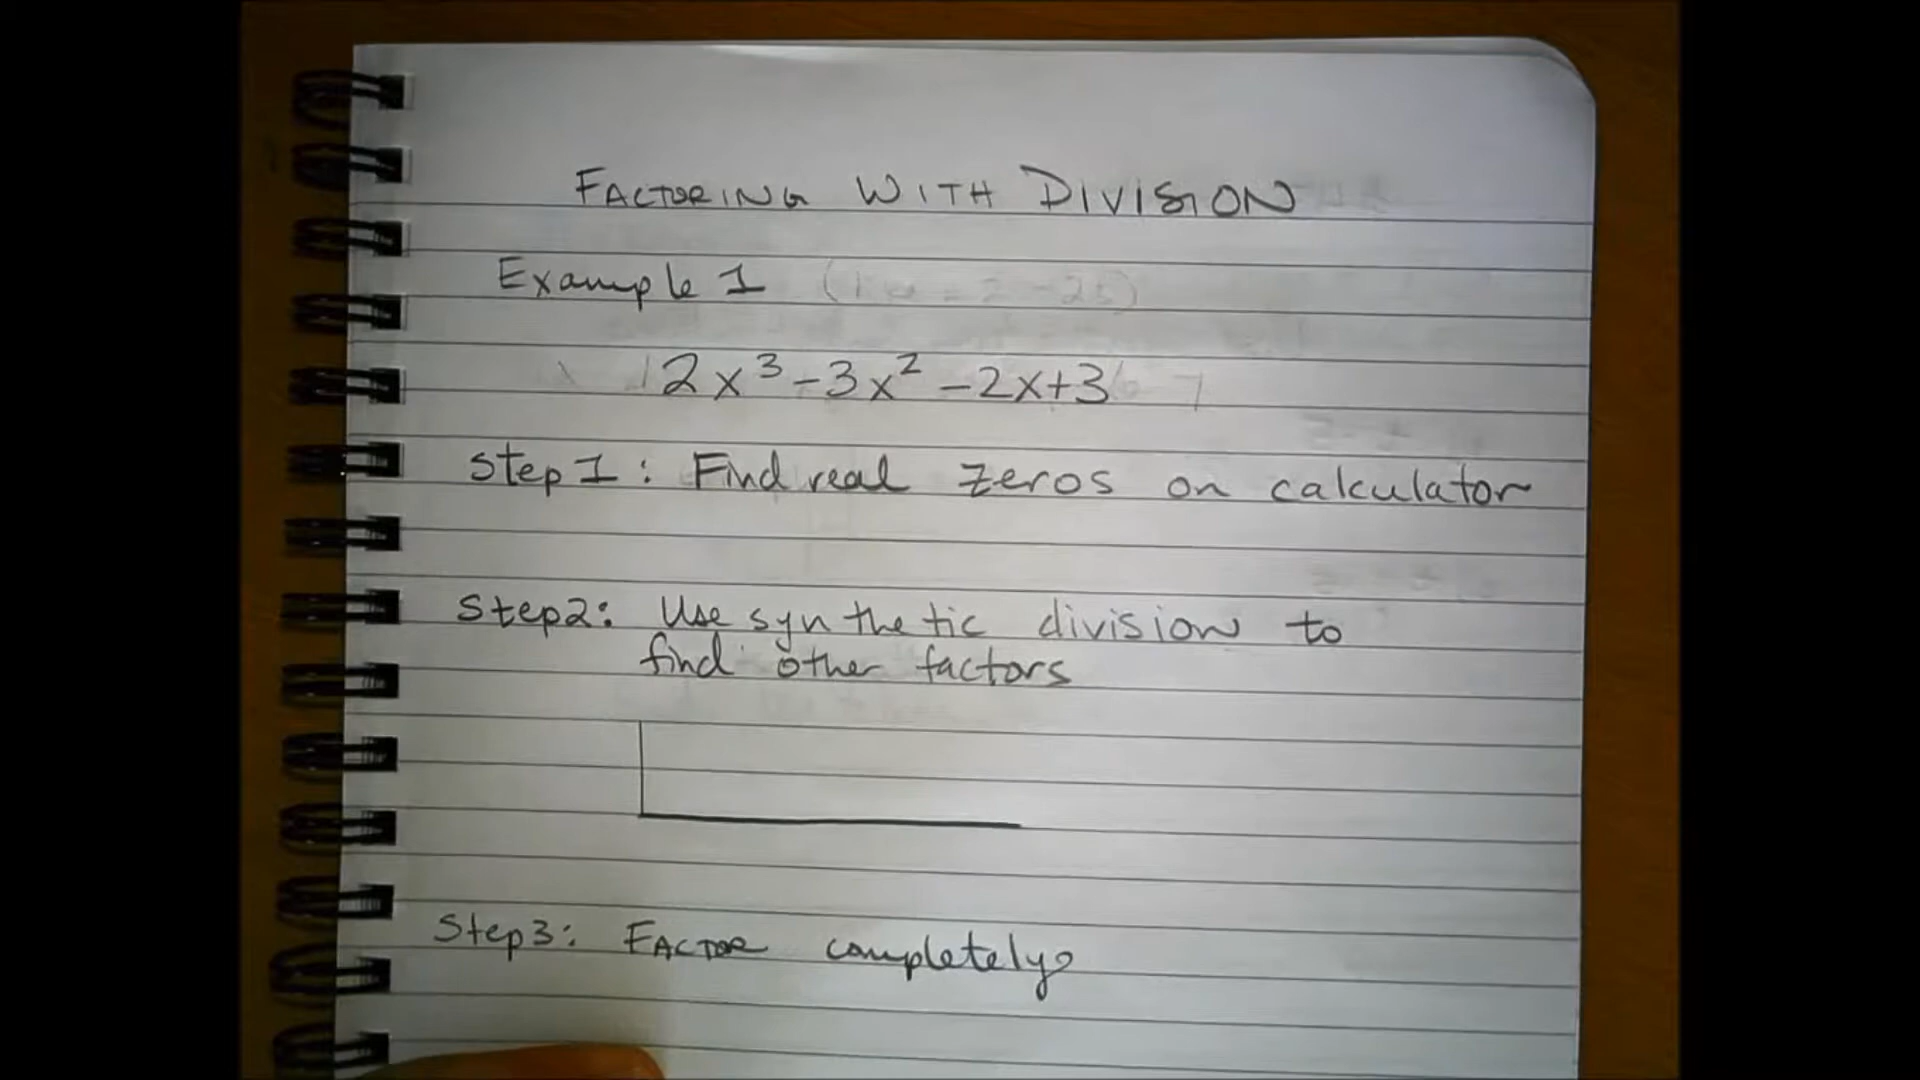 FACTORING WITH DIVISION
Example 1
2x³-3x²-2x+3
Step 1: Find real zeros on calculator
Step2: Use synthetic division to
find other factors
Step3: FACTOR completely